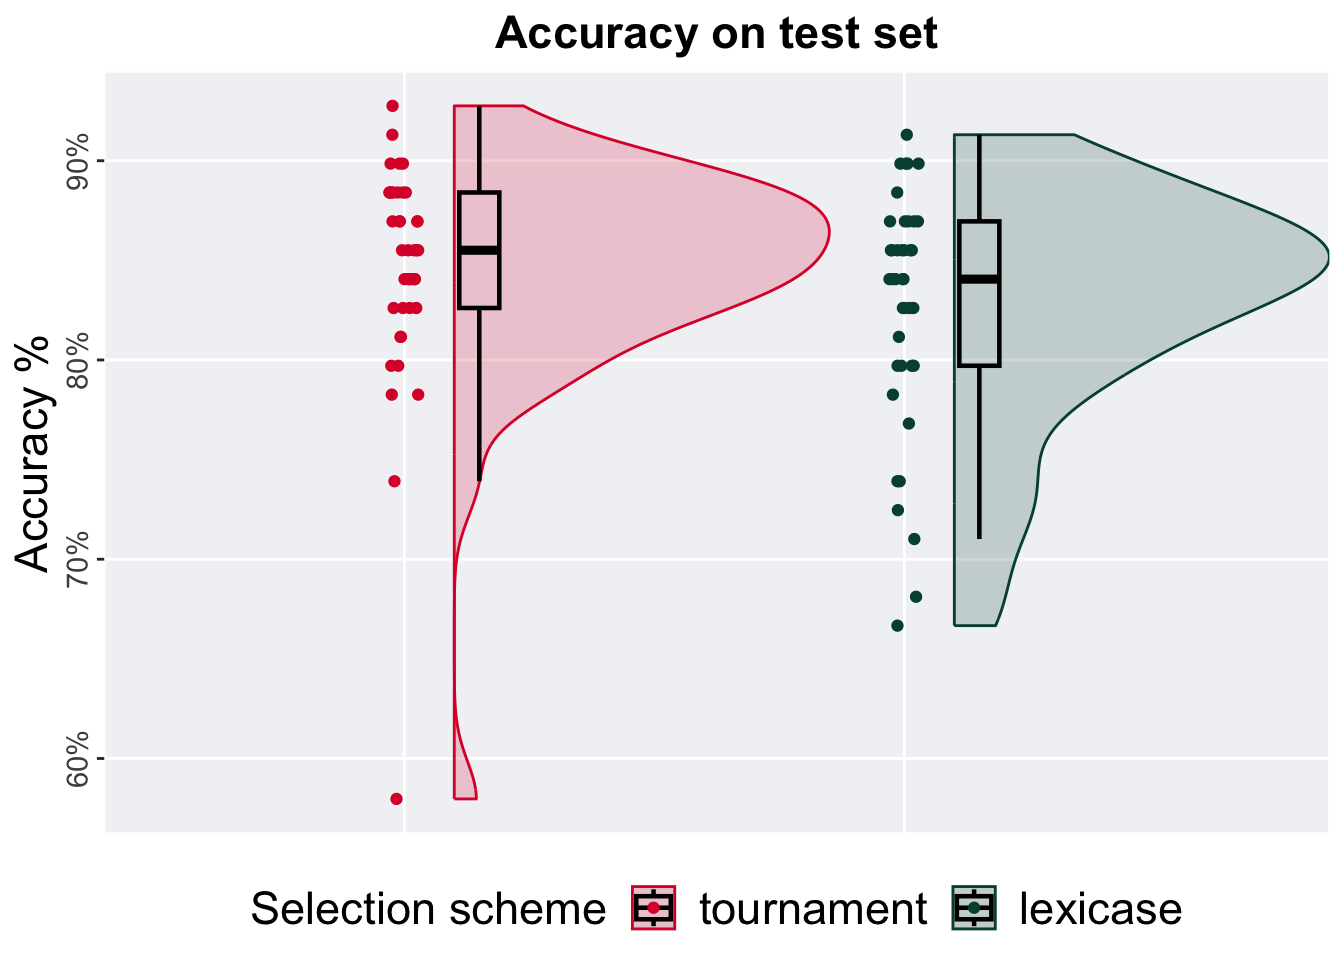 Accuracy on test set
Accuracy %
90%
80%
70%
60%
Selection scheme tournament lexicase